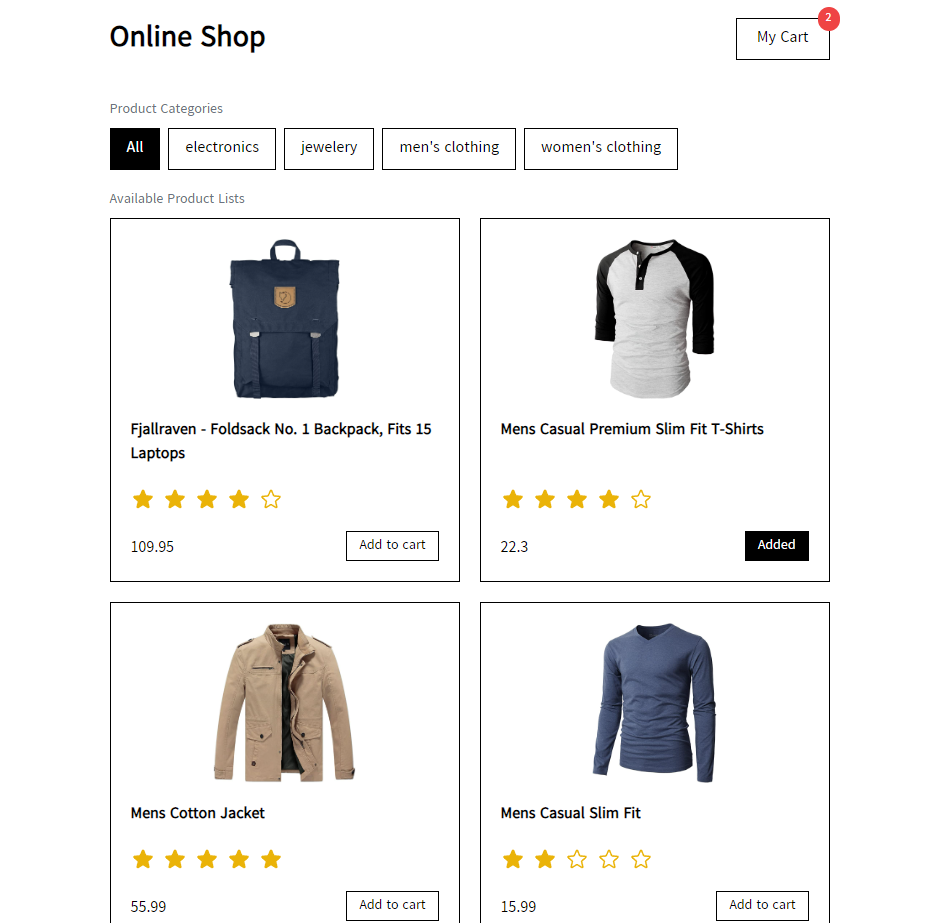 Online Shop
My Cart
2
Product Categories
All
electronics
jewelery
men's clothing
women's clothing
Available Product Lists
Fjallraven - Foldsack No. 1 Backpack, Fits 15
Laptops
109.95
Add to cart
Mens Casual Premium Slim Fit T-Shirts
22.3
Added
Mens Cotton Jacket
55.99
Add to cart
Mens Casual Slim Fit
15.99
Add to cart